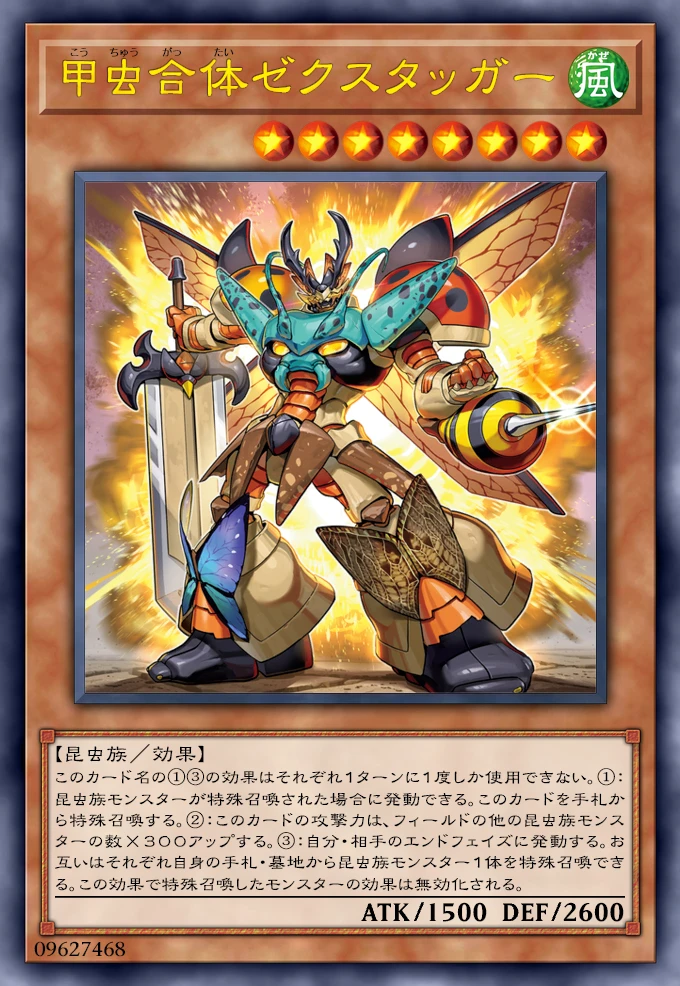 こう ちゅう がっ たい
甲虫合体ゼクスタッガー
かぜ
風
【昆虫族／効果】
このカード名の①③の効果はそれぞれ1ターンに1度しか使用できない。①：
昆虫族モンスターが特殊召喚された場合に発動できる。このカードを手札か
ら特殊召喚する。②：このカードの攻撃力は、フィールドの他の昆虫族モンス
ターの数×３００アップする。③：自分・相手のエンドフェイズに発動する。お
互いはそれぞれ自身の手札・墓地から昆虫族モンスター1体を特殊召喚でき
る。この効果で特殊召喚したモンスターの効果は無効化される。
ATK/1500 DEF/2600
09627468